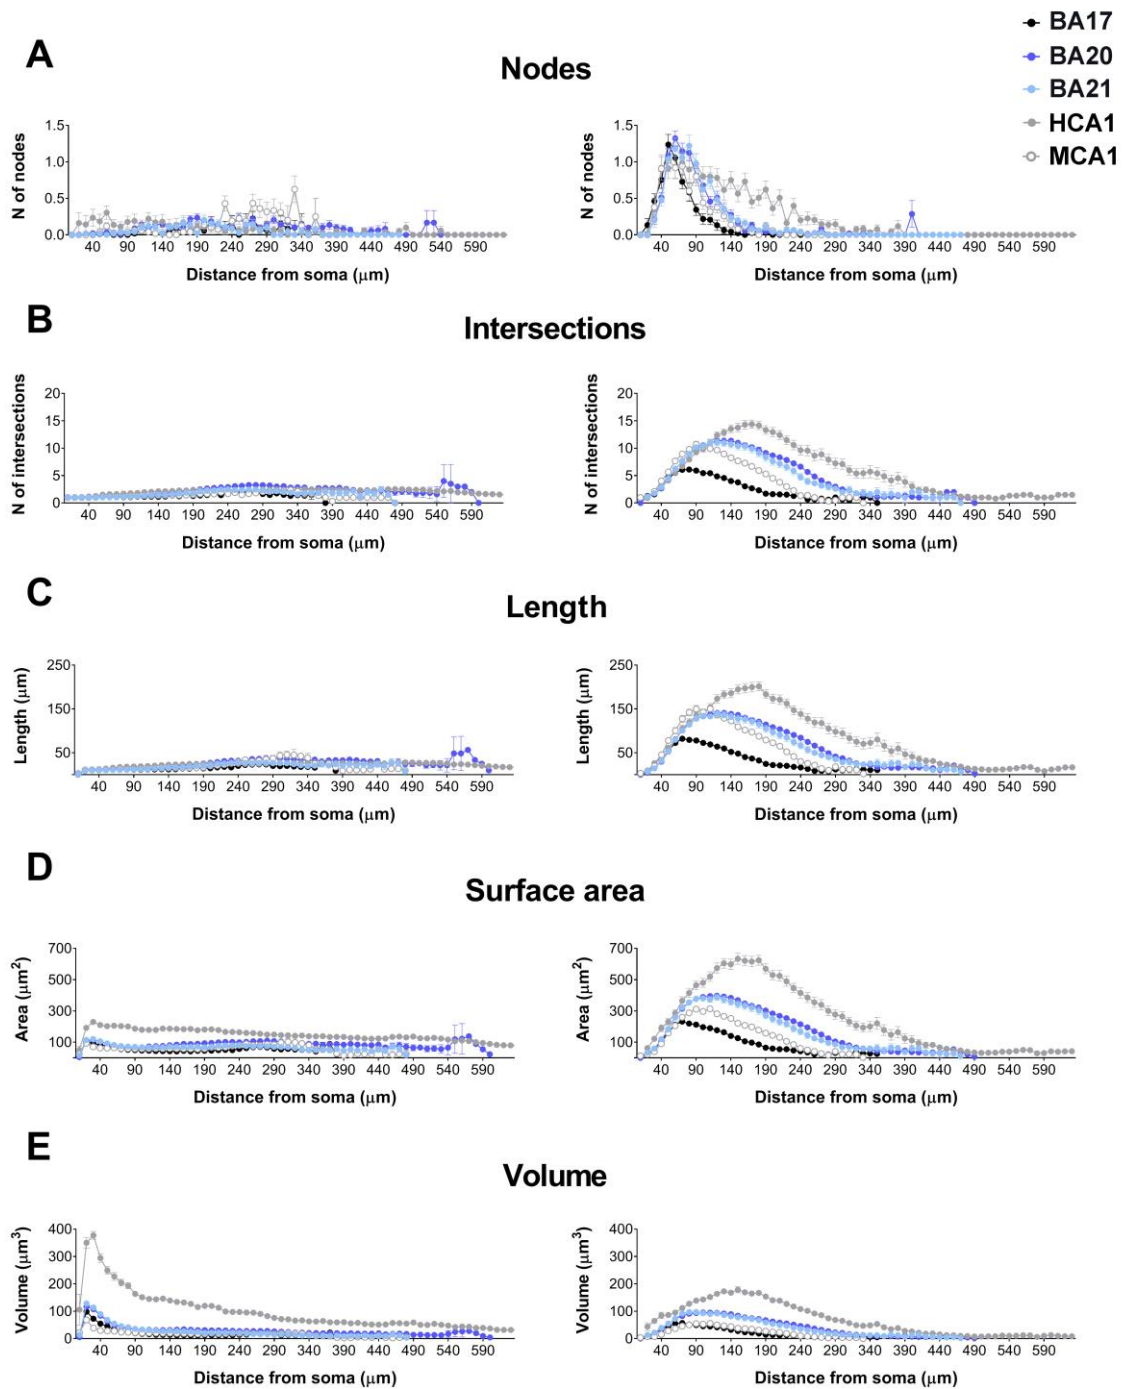 BA17
BA20
BA21
HCA1
MCA1
A
Nodes
N of nodes
1.5
1.0
0.5
0.0
40 90 140 190 240 290 340 390 440 490 540 590
Distance from soma (μm)
N of nodes
1.5
1.0
0.5
0.0
40 90 140 190 240 290 340 390 440 490 540 590
Distance from soma (μm)
B
Intersections
N of intersections
20
15
10
5
0
40 90 140 190 240 290 340 390 440 490 540 590
Distance from soma (μm)
N of intersections
20
15
10
5
0
40 90 140 190 240 290 340 390 440 490 540 590
Distance from soma (μm)
C
Length
Length (μm)
250
150
50
40 90 140 190 240 290 340 390 440 490 540 590
Distance from soma (μm)
Length (μm)
250
150
50
40 90 140 190 240 290 340 390 440 490 540 590
Distance from soma (μm)
D
Surface area
Area (μm²)
700
500
300
100
40 90 140 190 240 290 340 390 440 490 540 590
Distance from soma (μm)
Area (μm²)
700
500
300
100
40 90 140 190 240 290 340 390 440 490 540 590
Distance from soma (μm)
E
Volume
Volume (μm³)
400
300
200
100
0
40 90 140 190 240 290 340 390 440 490 540 590
Distance from soma (μm)
Volume (μm³)
400
300
200
100
0
40 90 140 190 240 290 340 390 440 490 540 590
Distance from soma (μm)